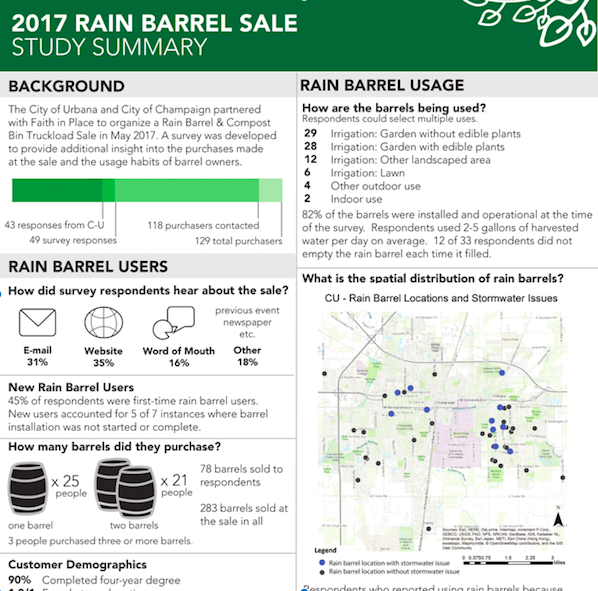 2017 RAIN BARREL SALE
STUDY SUMMARY
BACKGROUND
The City of Urbana and City of Champaign partnered
with Faith in Place to organize a Rain Barrel & Compost
Bin Truckload Sale in May 2017. A survey was developed
to provide additional insight into the purchases made
at the sale and the usage habits of barrel owners.
43 responses from C-U
118 purchasers contacted
49 survey responses
129 total purchasers
RAIN BARREL USERS
How did survey respondents hear about the sale?
previous event
newspaper
etc.
E-mail
31%
Website
35%
Word of Mouth
16%
Other
18%
New Rain Barrel Users
45% of respondents were first-time rain barrel users.
New users accounted for 5 of 7 instances where barrel
installation was not started or complete.
How many barrels did they purchase?
x 25
people
x 21
people
one barrel
two barrels
78 barrels sold to
respondents
283 barrels sold at
the sale in all
3 people purchased three or more barrels.
Customer Demographics
90% Completed four-year degree
RAIN BARREL USAGE
How are the barrels being used?
Respondents could select multiple uses.
29 Irrigation: Garden without edible plants
28 Irrigation: Garden with edible plants
12 Irrigation: Other landscaped area
6 Irrigation: Lawn
4 Other outdoor use
2 Indoor use
82% of the barrels were installed and operational at the time
of the survey. Respondents used 2-5 gallons of harvested
water per day on average. 12 of 33 respondents did not
empty the rain barrel each time it filled.
What is the spatial distribution of rain barrels?
CU - Rain Barrel Locations and Stormwater Issues
N
Legend
Rain barrel location with stormwater issue
Rain barrel location without stormwater issue
Respondents who reported using rain barrels because